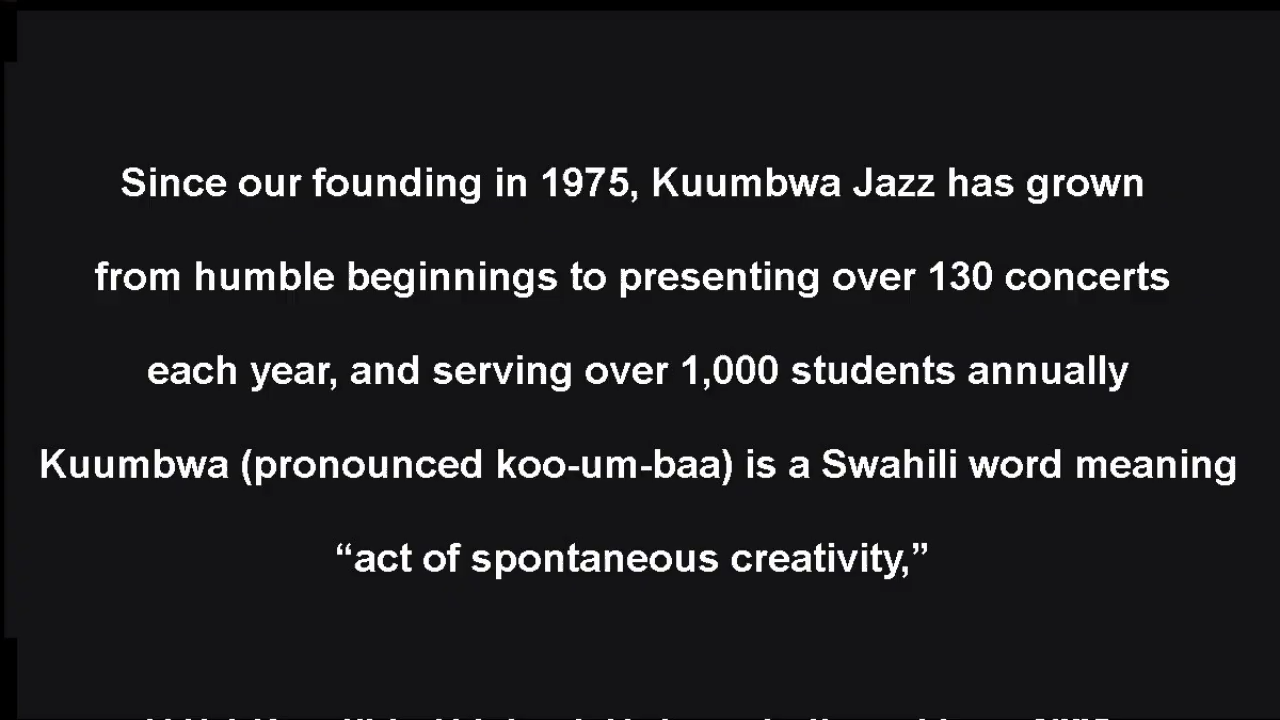 Since our founding in 1975, Kuumbwa Jazz has grown
from humble beginnings to presenting over 130 concerts
each year, and serving over 1,000 students annually
Kuumbwa (pronounced koo-um-baa) is a Swahili word meaning
“act of spontaneous creativity,”